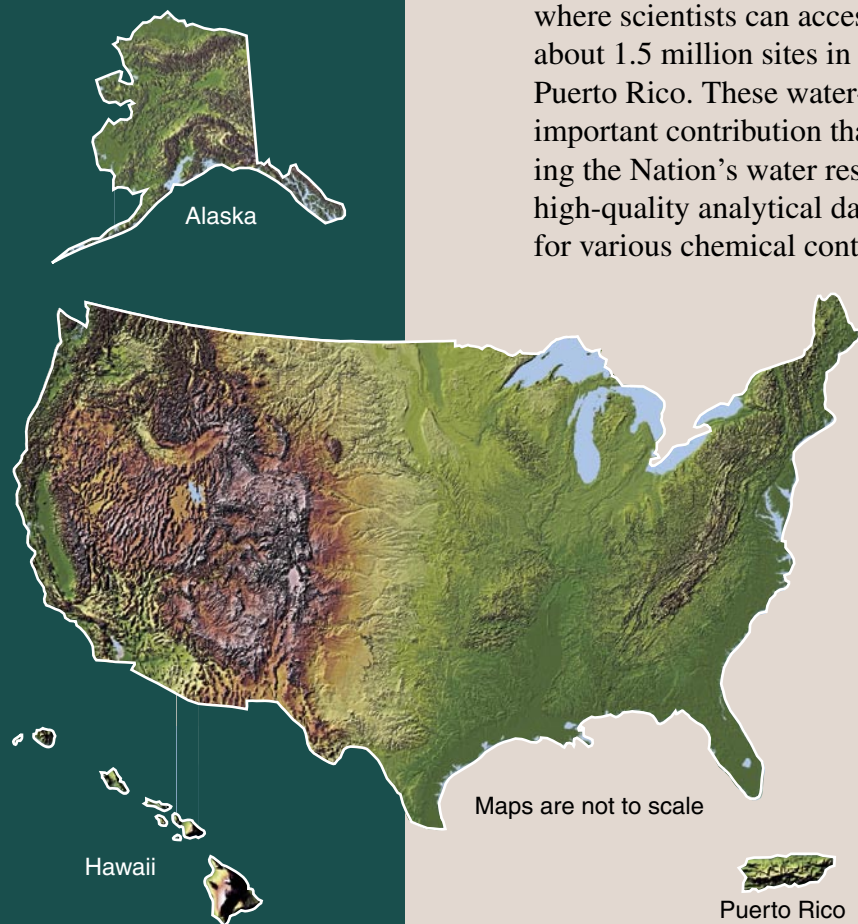 where scientists can acces
about 1.5 million sites in
Puerto Rico. These water-
important contribution tha
ing the Nation's water res
high-quality analytical da
for various chemical cont
Alaska
Maps are not to scale
Hawaii
Puerto Rico